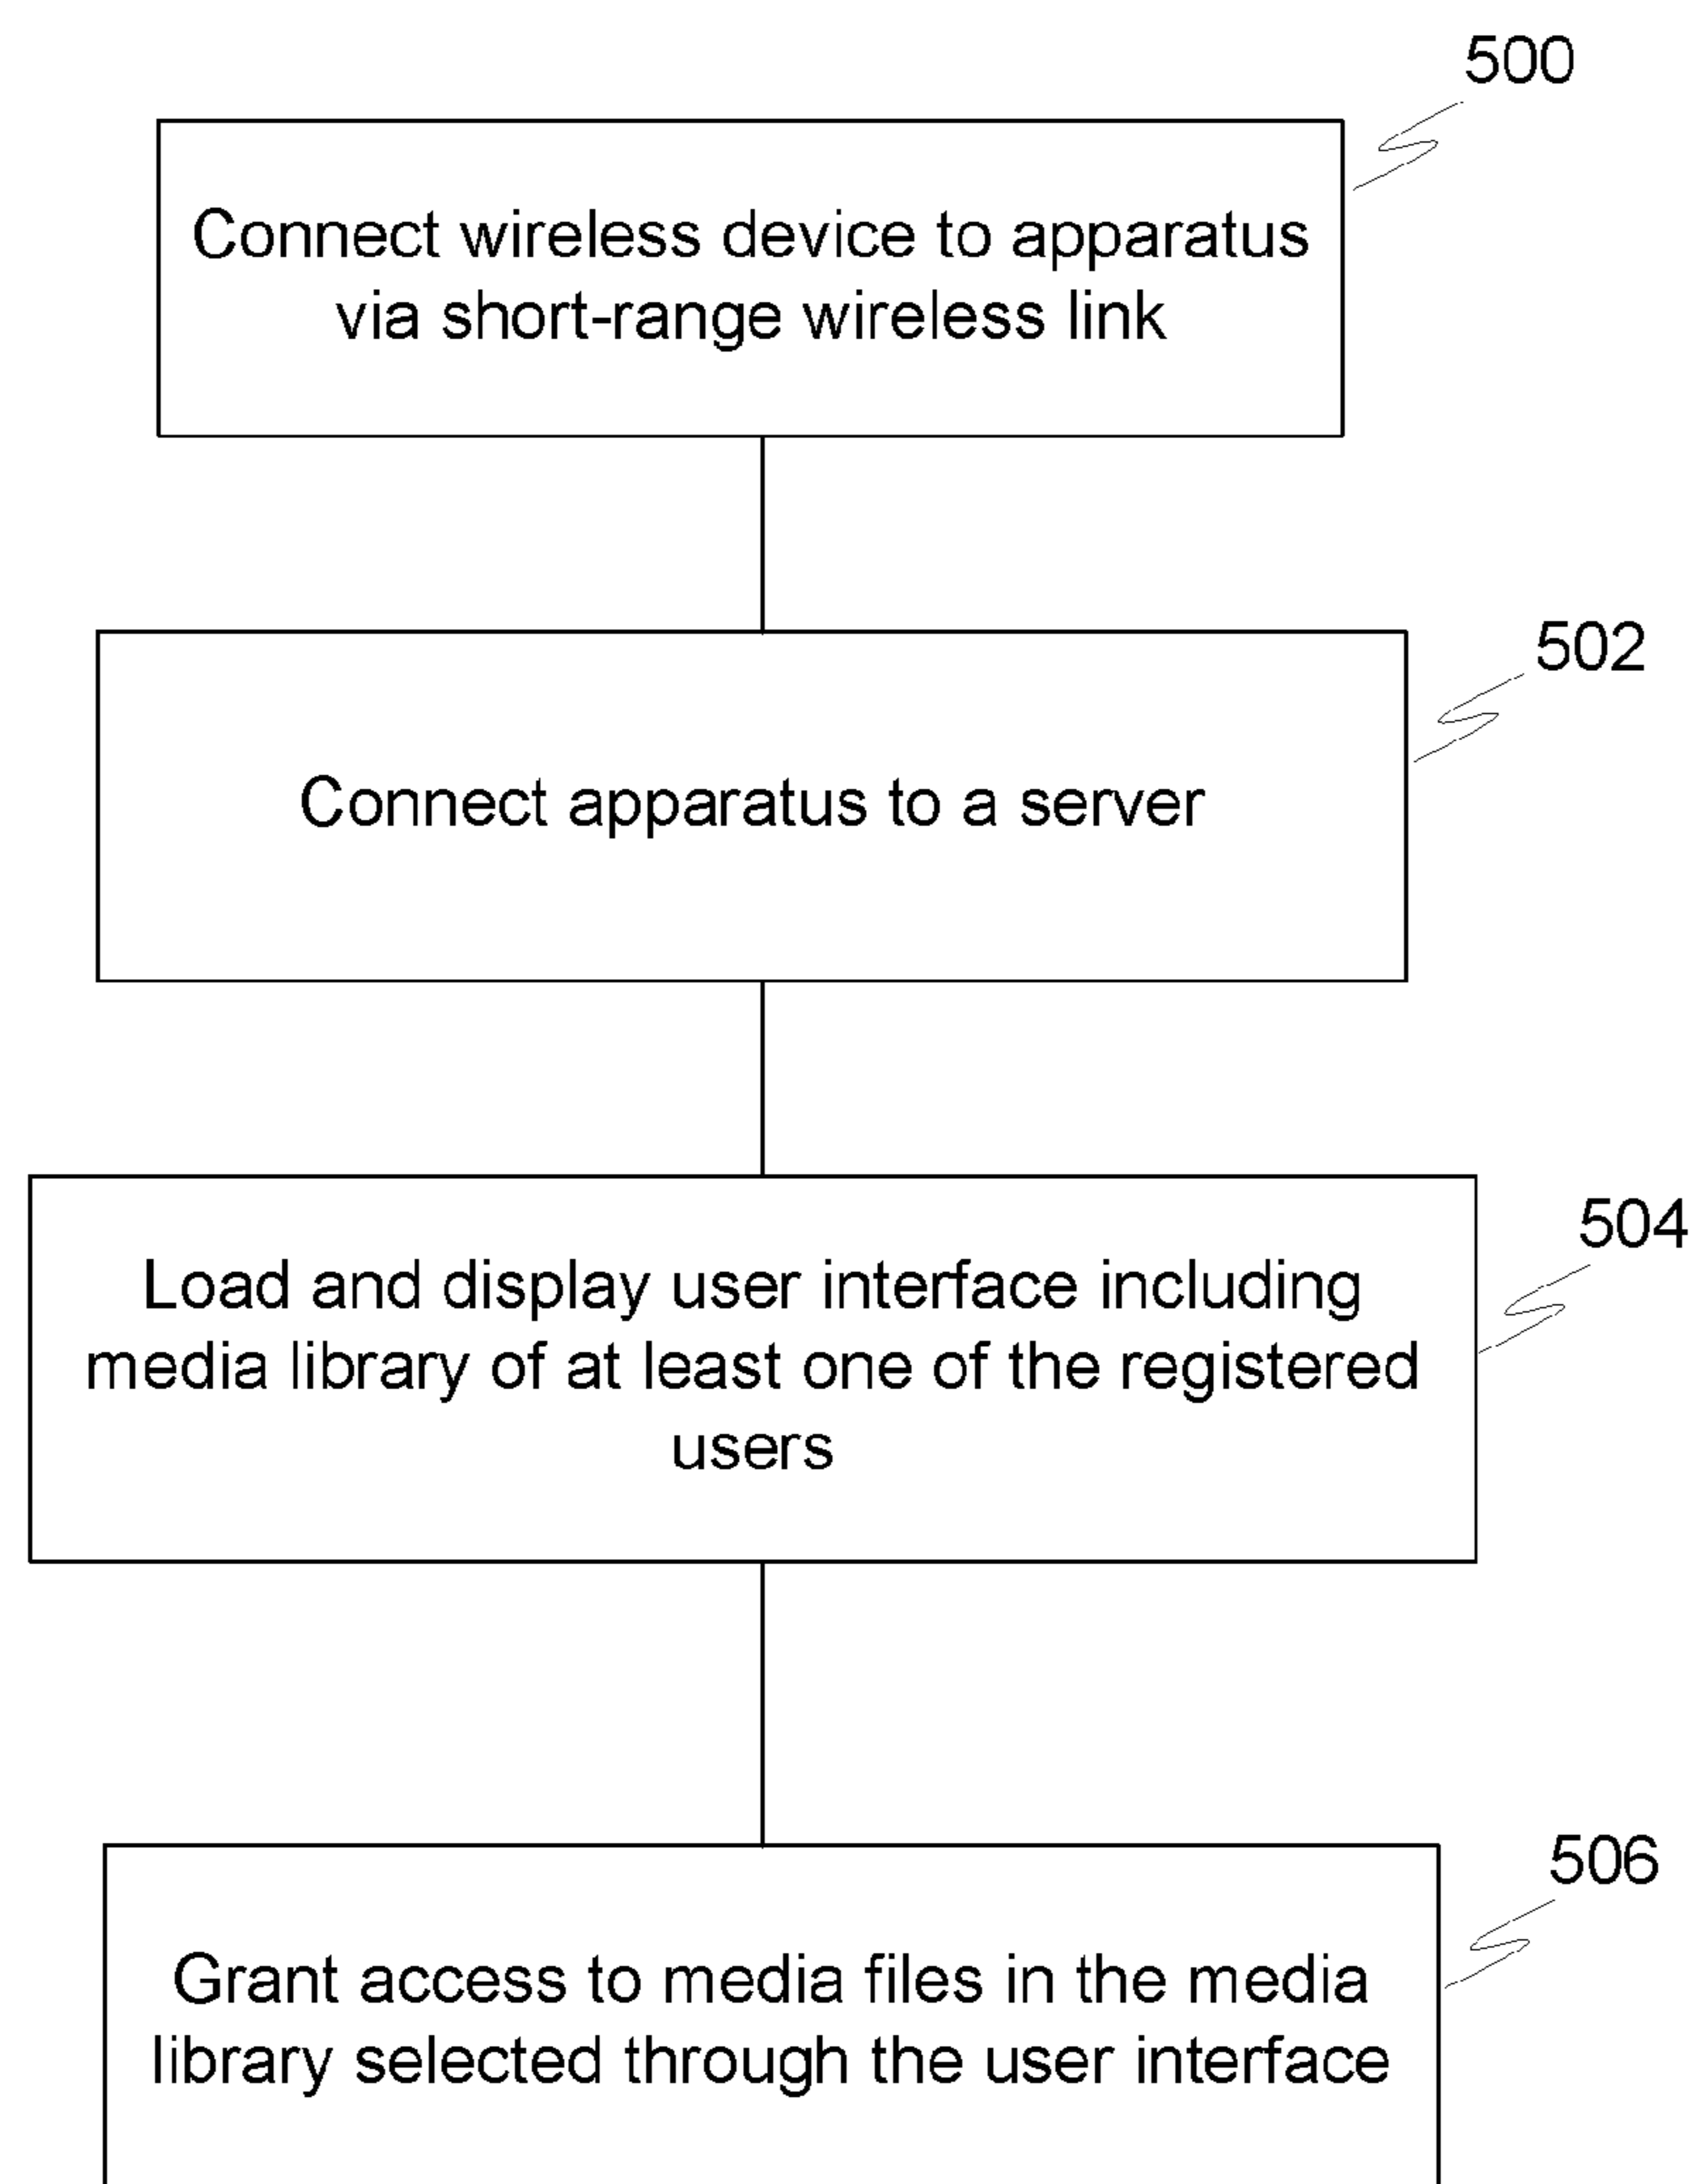 500
Connect wireless device to apparatus
via short-range wireless link
502
Connect apparatus to a server
504
Load and display user interface including
media library of at least one of the registered
users
506
Grant access to media files in the media
library selected through the user interface